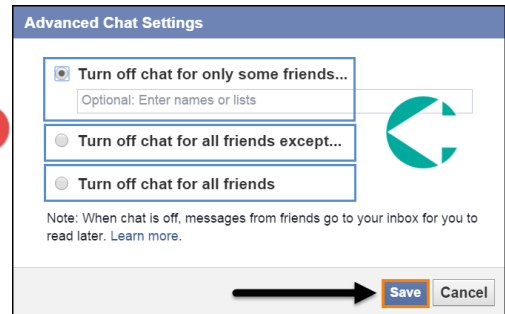 Advanced Chat Settings
Turn off chat for only some friends...
Optional: Enter names or lists
Turn off chat for all friends except...
Turn off chat for all friends
Note: When chat is off, messages from friends go to your inbox for you to
read later. Learn more.
Save Cancel